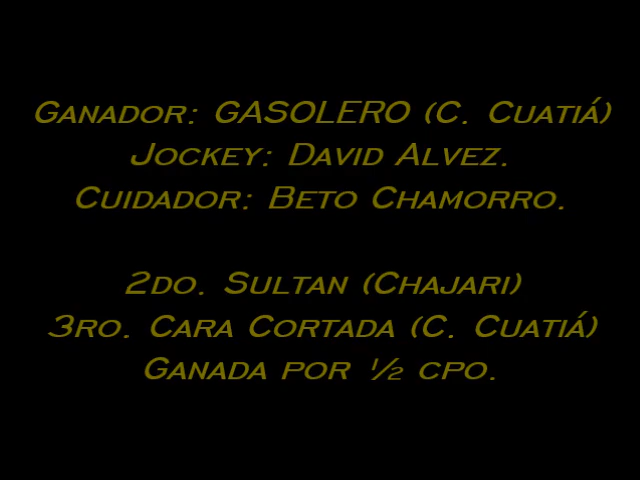 Ganador: GASOLERO (C. Cuatiá)
Jockey: David Alvez.
Cuidador: Beto Chamorro.
2do. Sultan (Chajari)
3ro. Cara Cortada (C. Cuatiá)
Ganada por ½ cpo.